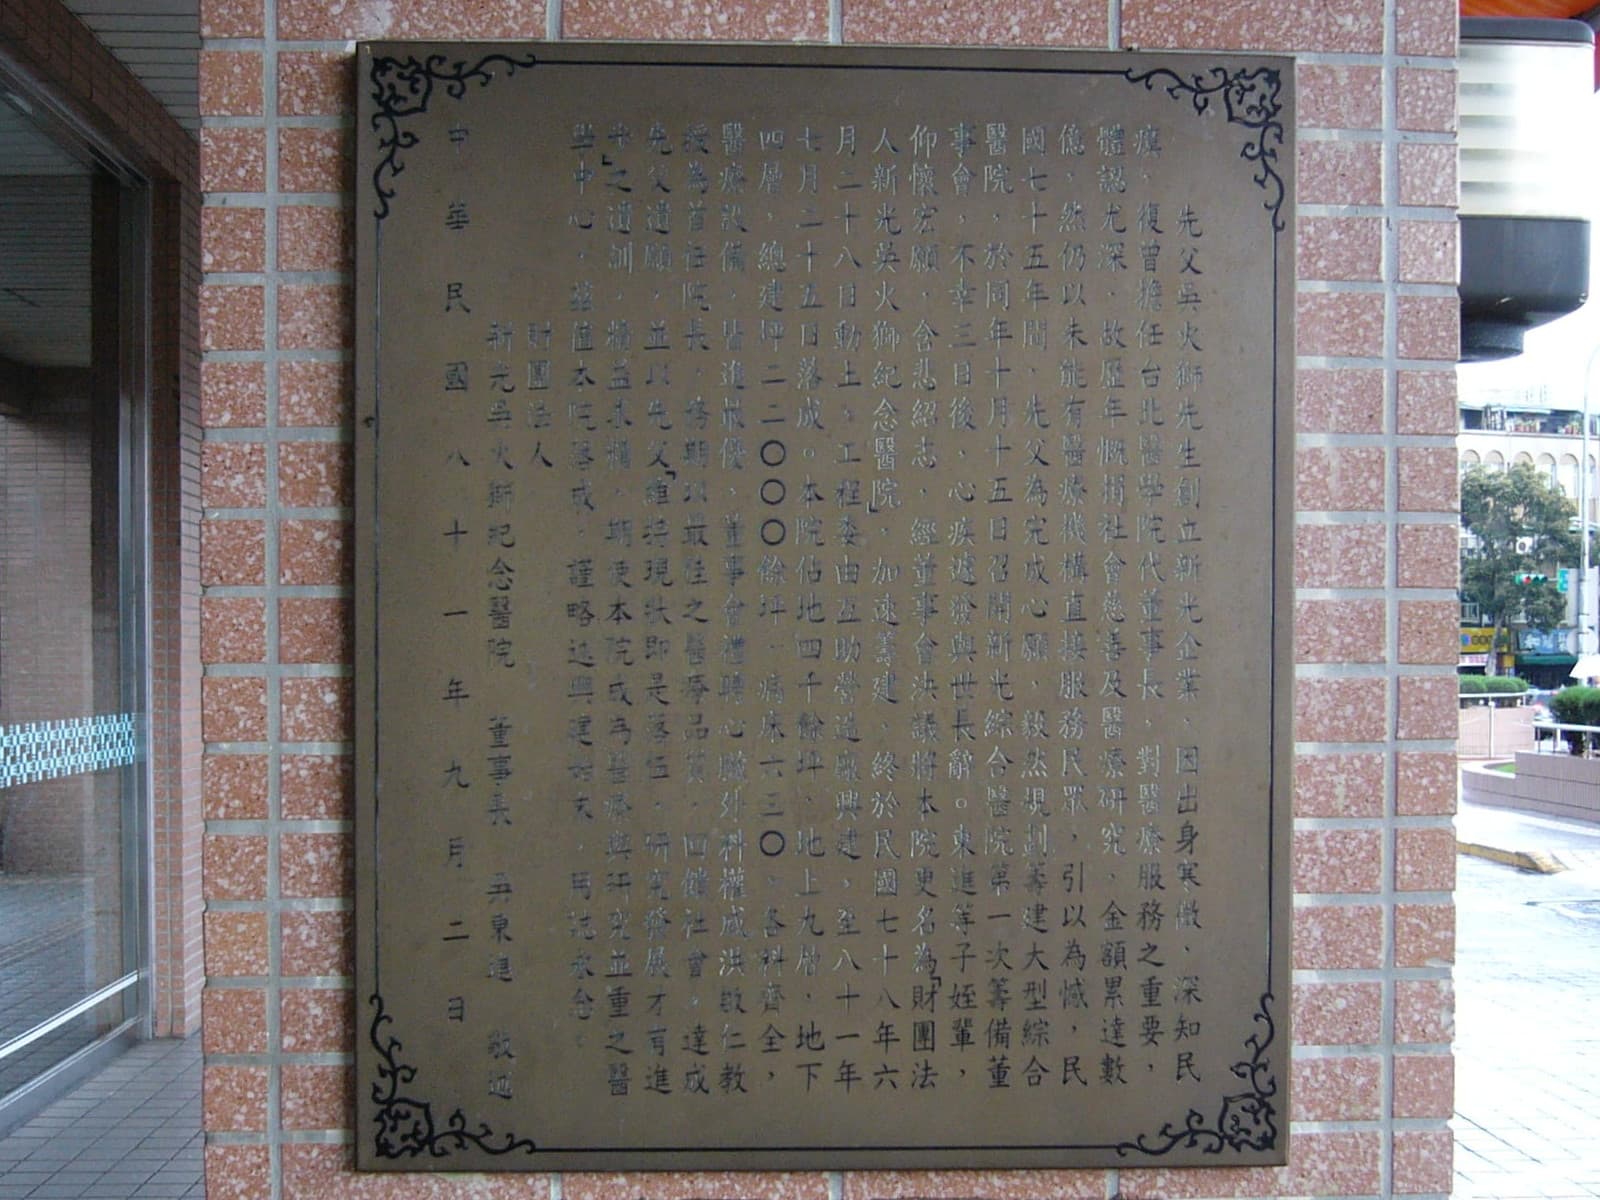 先父吳火獅先生創立新光企業、因出身寒微、深知民
瘼、復曾擔任台北醫學院代董事長、對醫療服務之重要,
體認尤深、故歷年慨捐社會慈善及醫療研究、金額累達數
億、然仍以未能有醫療機構直接服務民眾,引以為憾,民
國七十五年間、先父為完成心願、毅然規劃籌建大型綜合
醫院、於同年十月十五日召開新光綜合醫院第一次籌備董
事會、不幸三日後、心疾遽發與世長辭。東進等子姪輩,
仰懷宏願、含悲紹志、經董事會決議將本院更名為「財團法
人新光吳火獅紀念醫院」、加速籌建、終於民國七十八年六
月二十八日動土、工程委由互助營造廠興建、至八十一年
七月二十五日落成。本院佔地四千餘坪、地上九層、地下
四層、總建坪二二〇〇〇餘坪、病床六三〇、各科齊全,
醫療設備、皆進最優、董事會禮聘心臟外科權威洪啟仁教
授為首任院長、俾期以最佳之醫療品質、回饋社會、達成
先父遺願、並以先父「維持現狀即是落伍、研究發展才有進
步」之遺訓、精益求精、期使本院成為醫療與研究並重之醫
學中心、茲值本院落成、謹略述興建始末、用誌永念。
財團法人
新光吳火獅紀念醫院 董事長 吳東進 敬述
中華民國八十一年九月二日